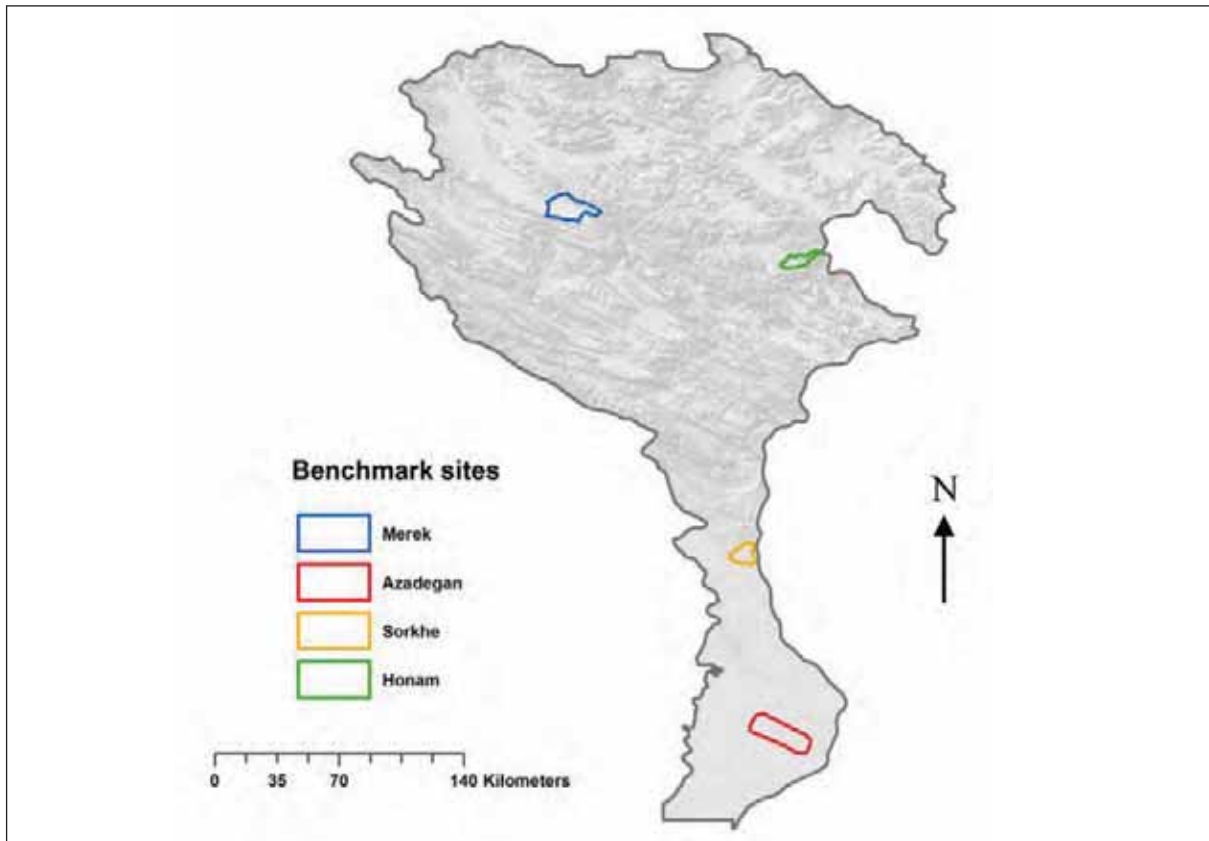 Benchmark sites
Merek
Azadegan
Sorkhe
Honam
N
0 35 70 140 Kilometers